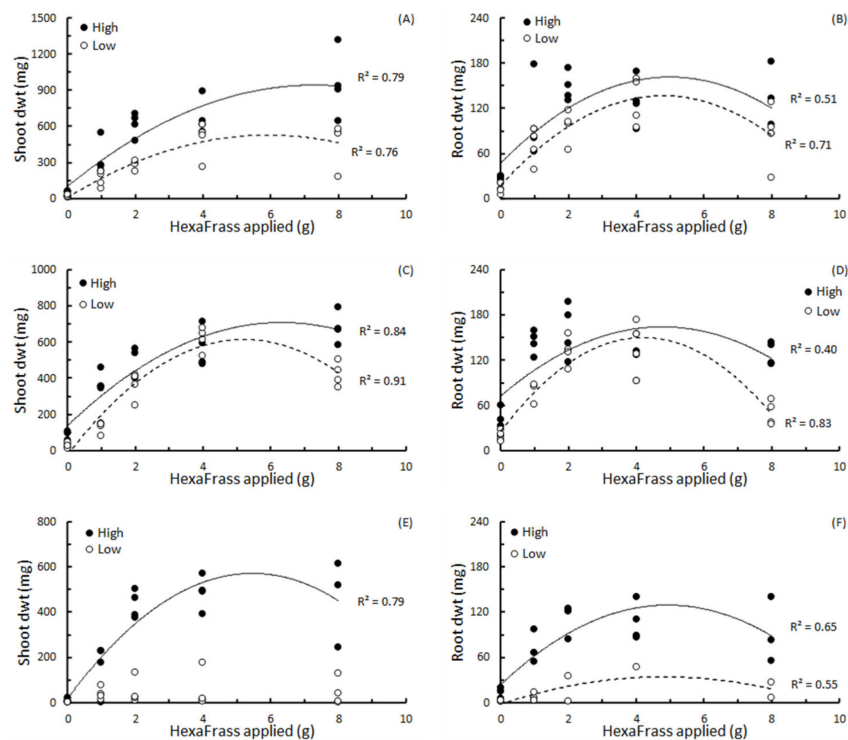 (A)
High
Low
Shoot dwt (mg)
1500
1200
900
600
300
0
R² = 0.79
R² = 0.76
0 2 4 6 8 10
HexaFrass applied (g)
(B)
High
Low
Root dwt (mg)
240
180
120
60
0
R² = 0.51
R² = 0.71
0 2 4 6 8 10
HexaFrass applied (g)
(C)
High
Low
Shoot dwt (mg)
1000
800
600
400
200
0
R² = 0.84
R² = 0.91
0 2 4 6 8 10
HexaFrass applied (g)
(D)
High
Low
Root dwt (mg)
240
180
120
60
0
R² = 0.40
R² = 0.83
0 2 4 6 8 10
HexaFrass applied (g)
(E)
High
Low
Shoot dwt (mg)
800
600
400
200
0
R² = 0.79
0 2 4 6 8 10
HexaFrass applied (g)
(F)
High
Low
Root dwt (mg)
240
180
120
60
0
R² = 0.65
R² = 0.55
0 2 4 6 8 10
HexaFrass applied (g)